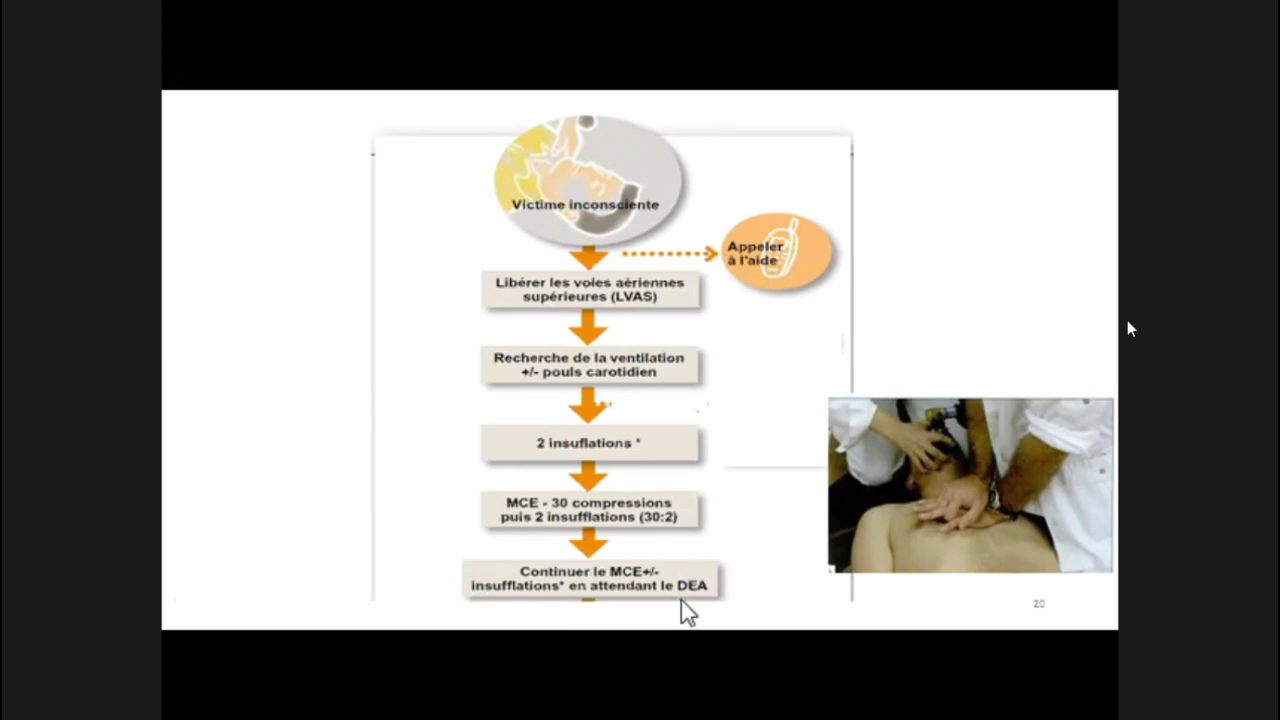 Victime inconsciente
Appeler
à l'aide
Libérer les voies aériennes
supérieures (LVAS)
Recherche de la ventilation
+/- pouls carotidien
2 insuflations *
MCE - 30 compressions
puis 2 insufflations (30:2)
Continuer le MCE+/-
insufflations* en attendant le DEA
20